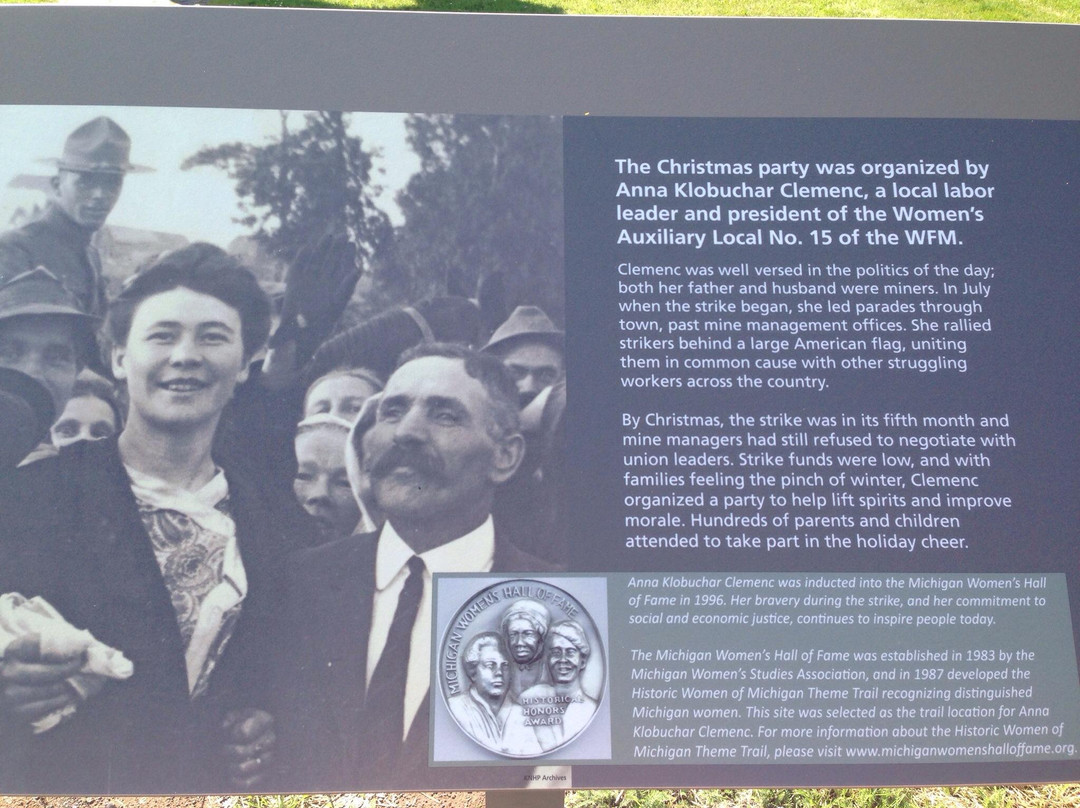 The Christmas party was organized by
Anna Klobuchar Clemenc, a local labor
leader and president of the Women's
Auxiliary Local No. 15 of the WFM.
Clemenc was well versed in the politics of the day;
both her father and husband were miners. In July
when the strike began, she led parades through
town, past mine management offices. She rallied
strikers behind a large American flag, uniting
them in common cause with other struggling
workers across the country.
By Christmas, the strike was in its fifth month and
mine managers had still refused to negotiate with
union leaders. Strike funds were low, and with
families feeling the pinch of winter, Clemenc
organized a party to help lift spirits and improve
morale. Hundreds of parents and children
attended to take part in the holiday cheer.
MICHIGAN WOMEN'S HALL OF FAME
HISTORICAL
HONORS
AWARD
Anna Klobuchar Clemenc was inducted into the Michigan Women's Hall
of Fame in 1996. Her bravery during the strike, and her commitment to
social and economic justice, continues to inspire people today.
The Michigan Women's Hall of Fame was established in 1983 by the
Michigan Women's Studies Association, and in 1987 developed the
Historic Women of Michigan Theme Trail recognizing distinguished
Michigan women. This site was selected as the trail location for Anna
Klobuchar Clemenc. For more information about the Historic Women of
Michigan Theme Trail, please visit www.michiganwomenshalloffame.org.
Archives